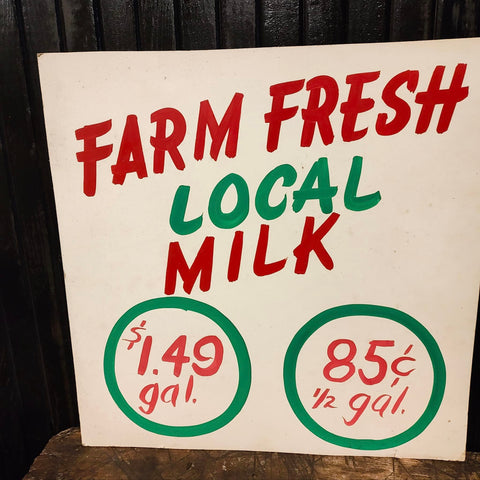 FARM FRESH
LOCAL
MILK
$1.49
gal.
85¢
1/2 gal.